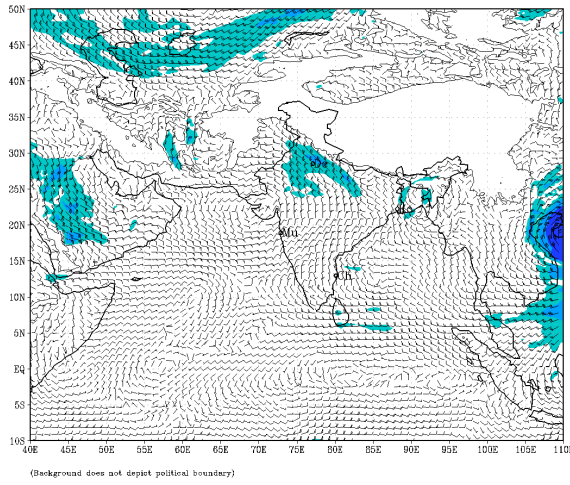 50N
45N
40N
35N
30N
25N
20N
15N
10N
5N
EQ
5S
10S
Mu
Ch
40E 45E 50E 55E 60E 65E 70E 75E 80E 85E 90E 95E 100E 105E 110E
(Background does not depict political boundary)